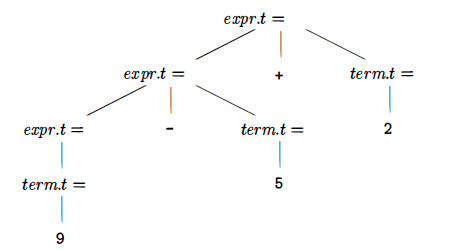 expr.t =
expr.t = + term.t =
expr.t = - term.t = 2
term.t = 5
9